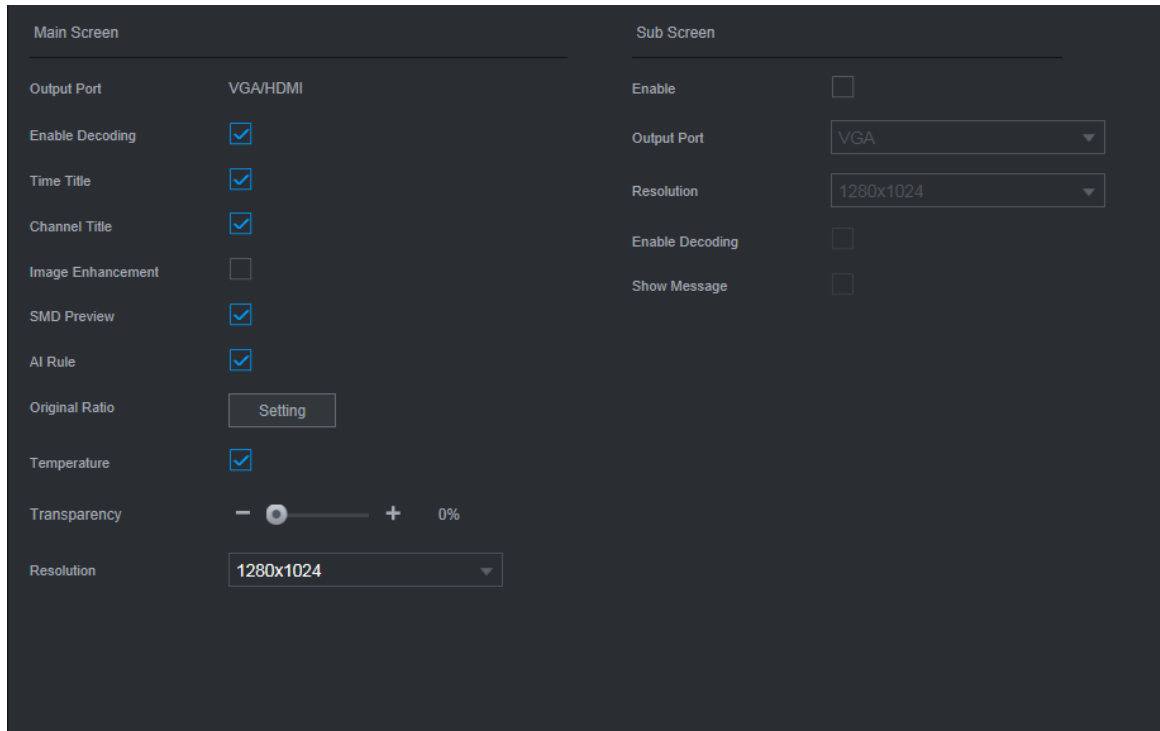 Main Screen
Output Port VGA/HDMI
Enable Decoding
Time Title
Channel Title
Image Enhancement
SMD Preview
AI Rule
Original Ratio Setting
Temperature
Transparency 0%
Resolution 1280x1024
Sub Screen
Enable
Output Port VGA
Resolution 1280x1024
Enable Decoding
Show Message